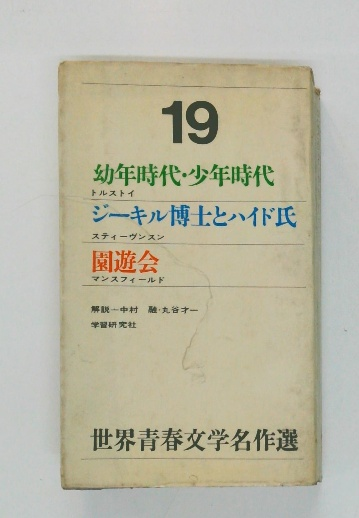 19
幼年時代・少年時代
トルストイ
ジーキル博士とハイド氏
スティーヴンスン
園遊会
マンスフィールド
解説—中村 融・丸谷才一
学習研究社
世界青春文学名作選